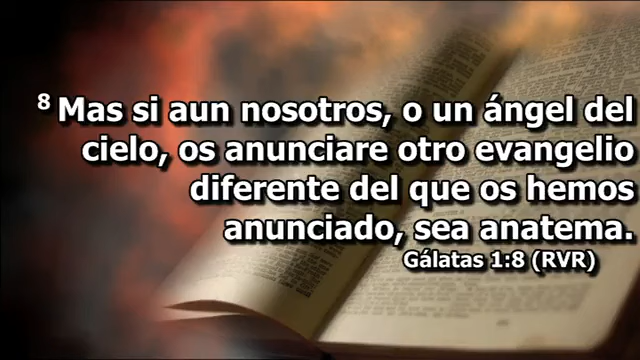 8 Mas si aun nosotros, o un ángel del
cielo, os anunciare otro evangelio
diferente del que os hemos
anunciado, sea anatema.
Gálatas 1:8 (RVR)